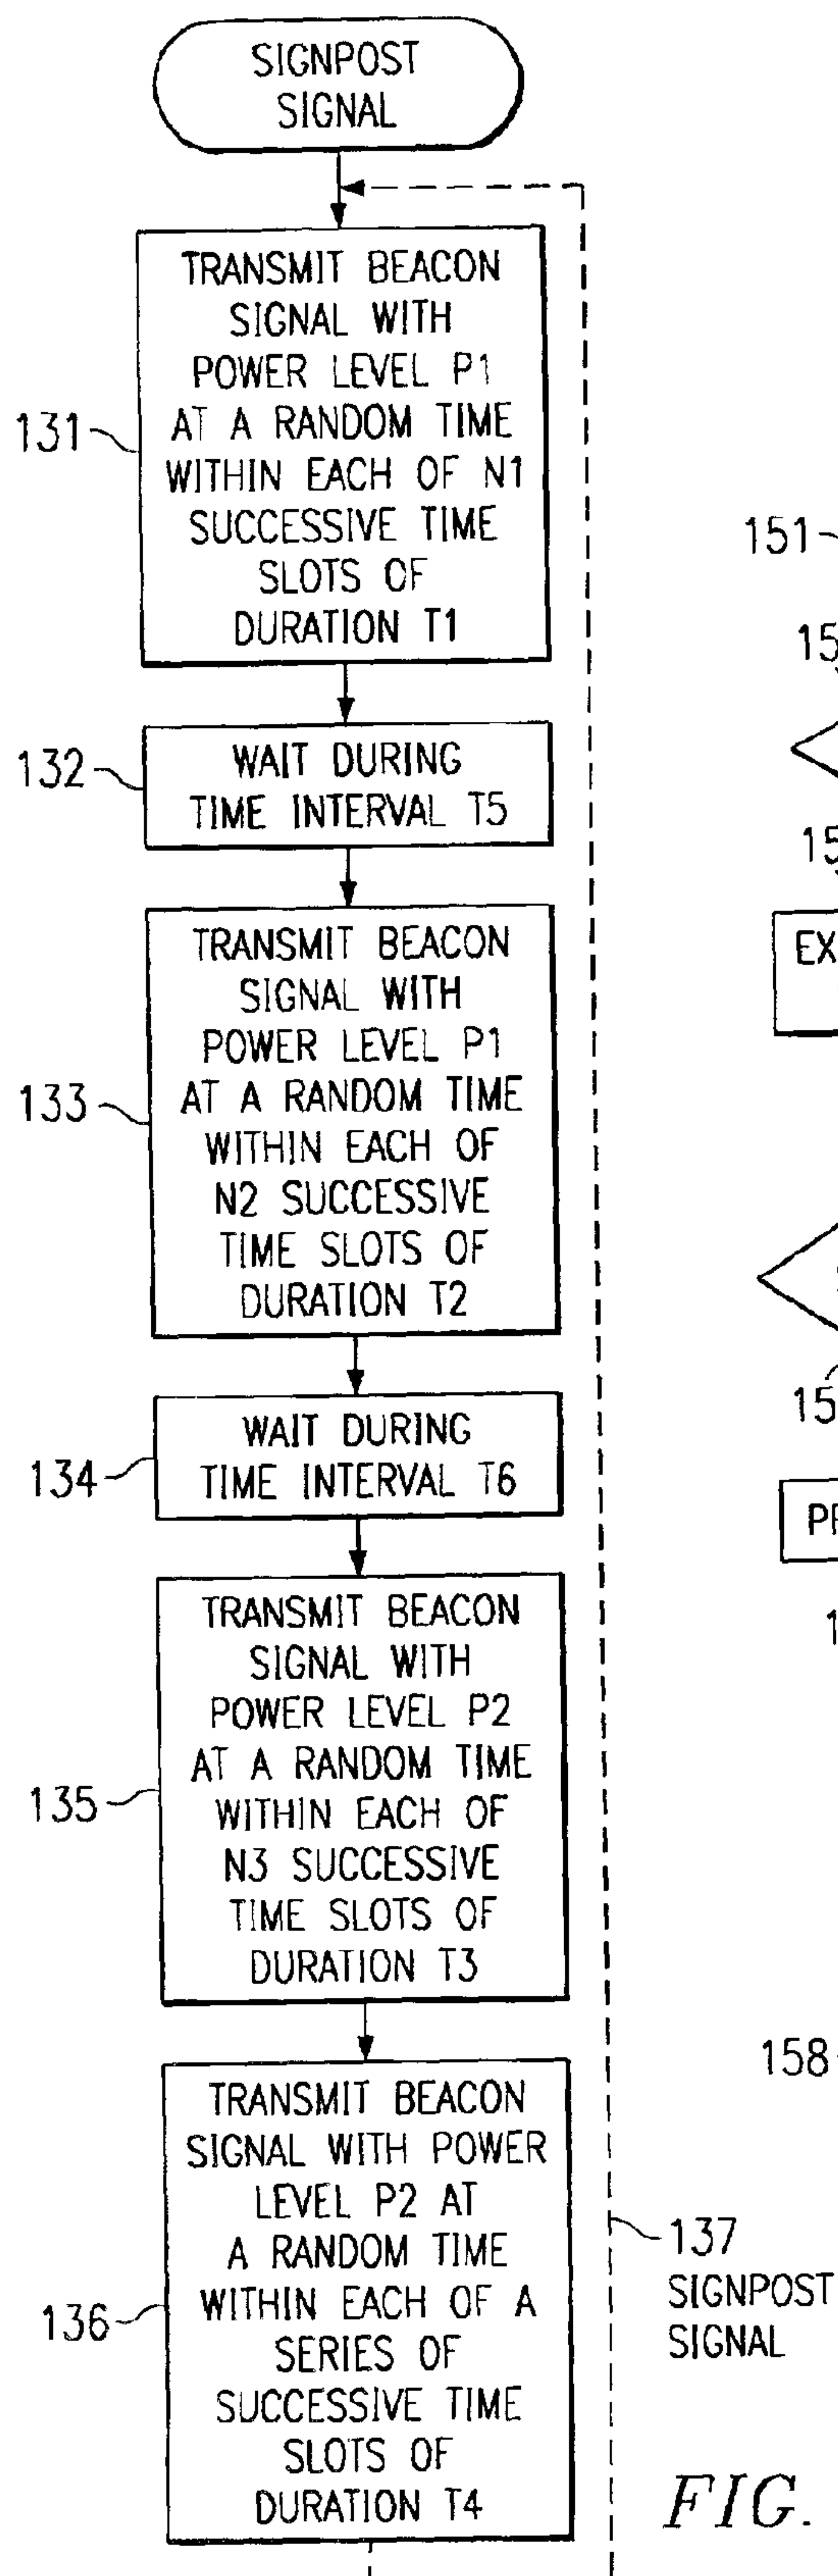 SIGNPOST
SIGNAL
TRANSMIT BEACON
SIGNAL WITH
POWER LEVEL P1
AT A RANDOM TIME
WITHIN EACH OF N1
SUCCESSIVE TIME
SLOTS OF
DURATION T1
131
WAIT DURING
TIME INTERVAL T5
132
TRANSMIT BEACON
SIGNAL WITH
POWER LEVEL P1
AT A RANDOM TIME
WITHIN EACH OF
N2 SUCCESSIVE
TIME SLOTS OF
DURATION T2
133
WAIT DURING
TIME INTERVAL T6
134
TRANSMIT BEACON
SIGNAL WITH
POWER LEVEL P2
AT A RANDOM TIME
WITHIN EACH OF
N3 SUCCESSIVE
TIME SLOTS OF
DURATION T3
135
TRANSMIT BEACON
SIGNAL WITH POWER
LEVEL P2 AT
A RANDOM TIME
WITHIN EACH OF A
SERIES OF
SUCCESSIVE TIME
SLOTS OF
DURATION T4
136
137
SIGNPOST
SIGNAL
151
158
FIG.